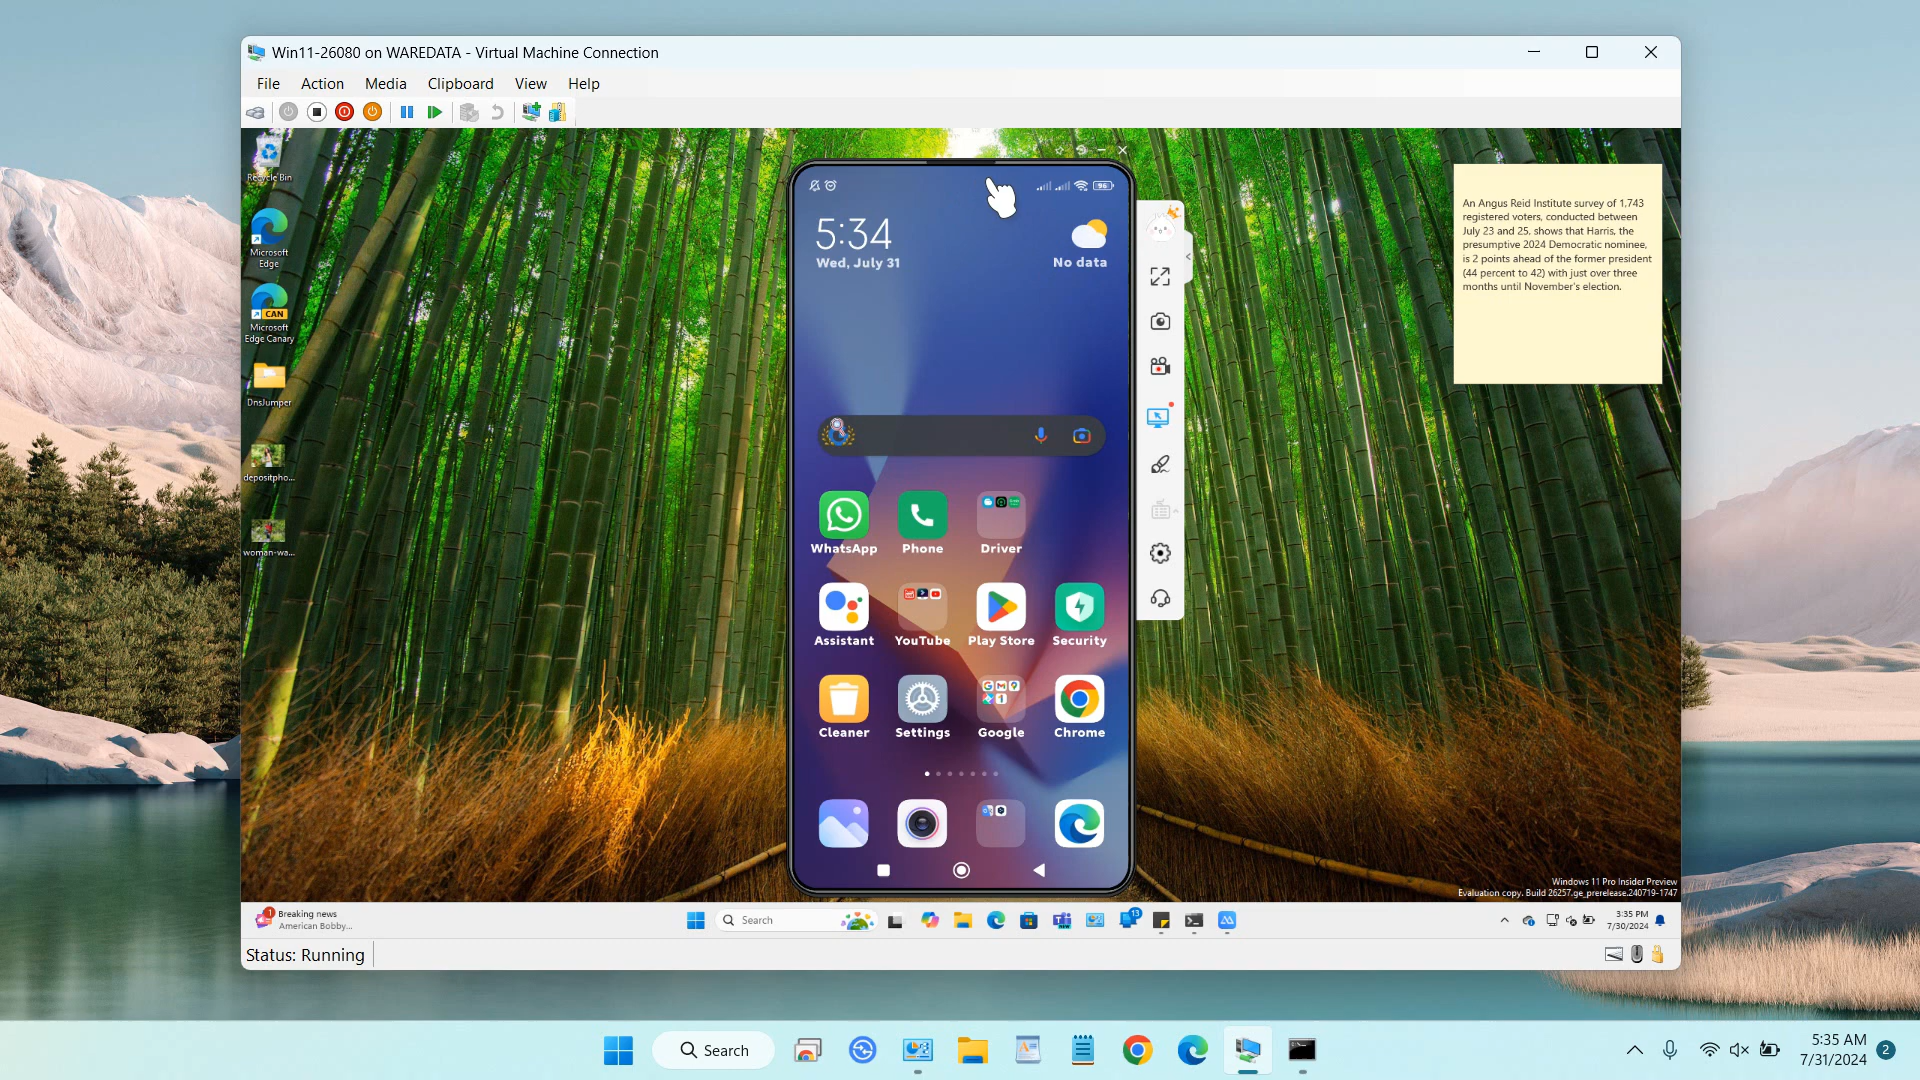 Win11-26080 on WAREDATA - Virtual Machine Connection
File Action Media Clipboard View Help
Recycle Bin
Microsoft
Edge
CAN
Microsoft
Edge Canary
DnsJumper
depositpho...
woman-wa...
96
5:34
Wed, July 31
No data
WhatsApp Phone Driver
Assistant YouTube Play Store Security
Cleaner Settings Google Chrome
An Angus Reid Institute survey of 1,743
registered voters, conducted between
July 23 and 25. shows that Harris, the
presumptive 2024 Democratic nominee,
is 2 points ahead of the former president
(44 percent to 42) with just over three
months until November's election.
Windows 11 Pro Insider Preview
Evaluation copy. Build 26257.ge_prerelease.240719-1747
1
Breaking news
American Bobby...
Search
NEW
13
3:35 PM
7/30/2024
Status: Running
Search
5:35 AM
7/31/2024
2